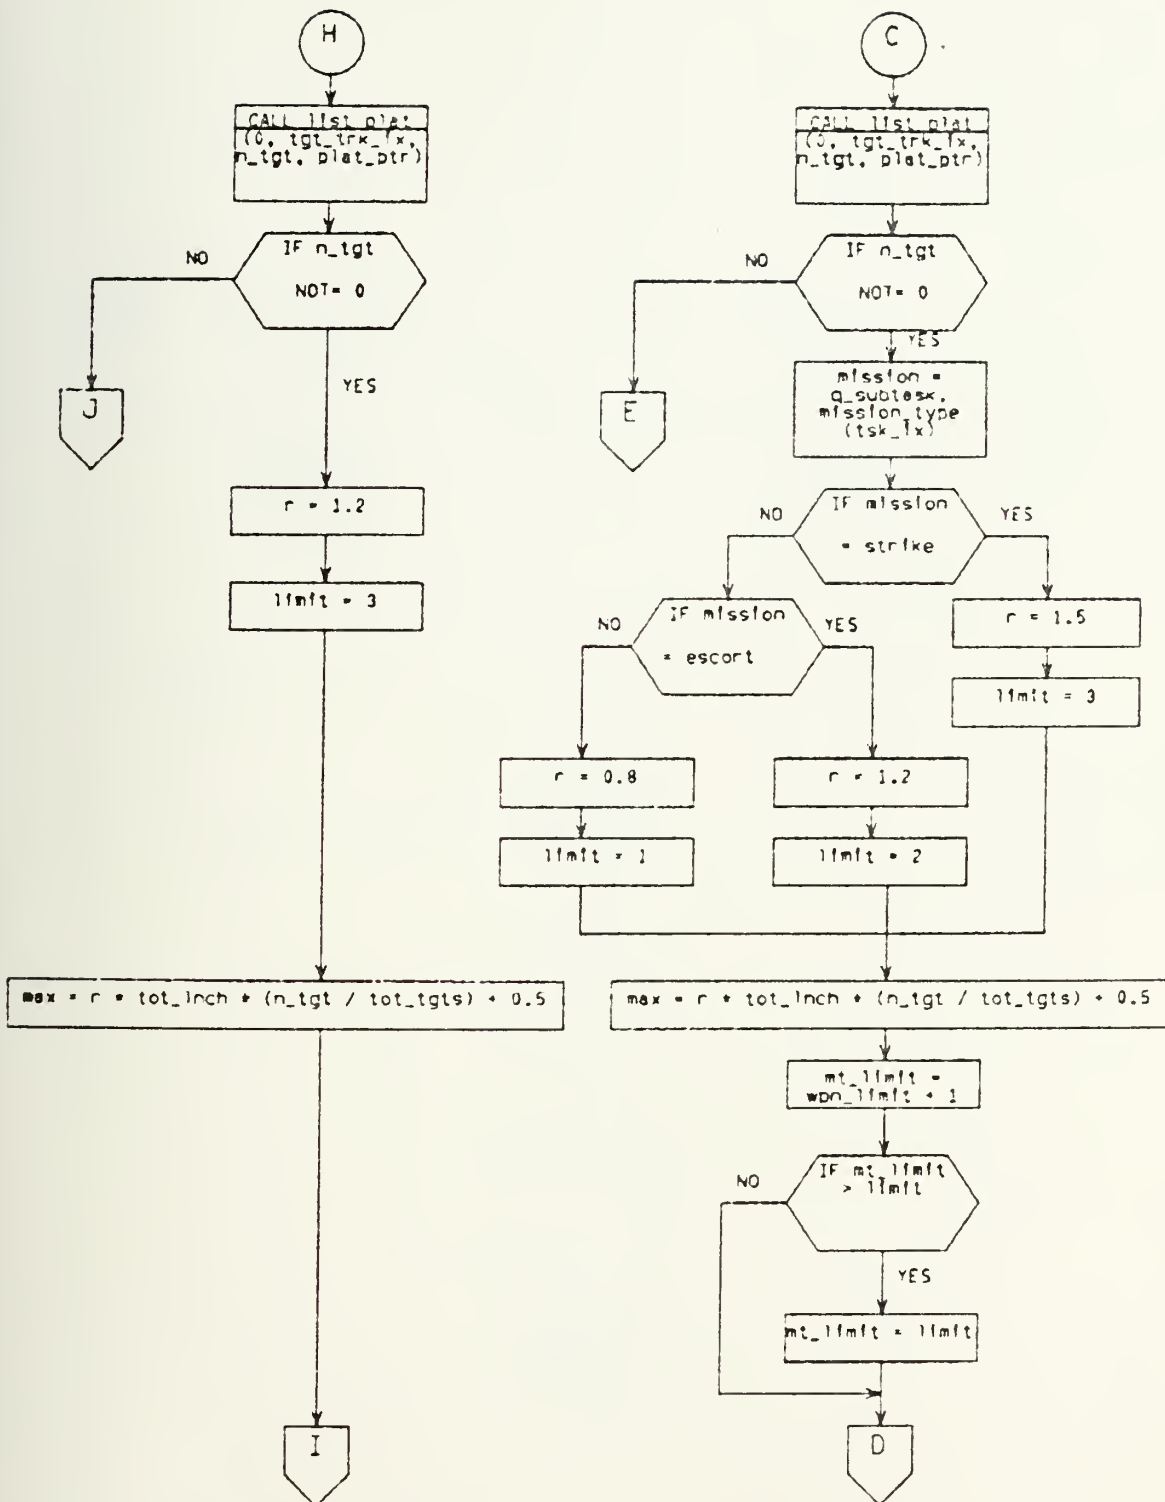 H
CALL list_plat
(0, tgt_trk_ix,
n_tgt, plat_ptr)
IF n_tgt
NOT= 0
NO
YES
J
r = 1.2
limit = 3
max = r * tot_lnch * (n_tgt / tot_tgts) + 0.5
I
C
CALL list_plat
(0, tgt_trk_ix,
n_tgt, plat_ptr)
IF n_tgt
NOT= 0
NO
YES
E
mission =
q_subtask.
mission_type
(tsk_ix)
IF mission
= strike
NO
YES
IF mission
= escort
NO
YES
r = 1.5
limit = 3
r = 0.8
limit = 1
r = 1.2
limit = 2
max = r * tot_lnch * (n_tgt / tot_tgts) + 0.5
mt_limit =
wpn_limit + 1
IF mt_limit
> limit
NO
YES
mt_limit = limit
D